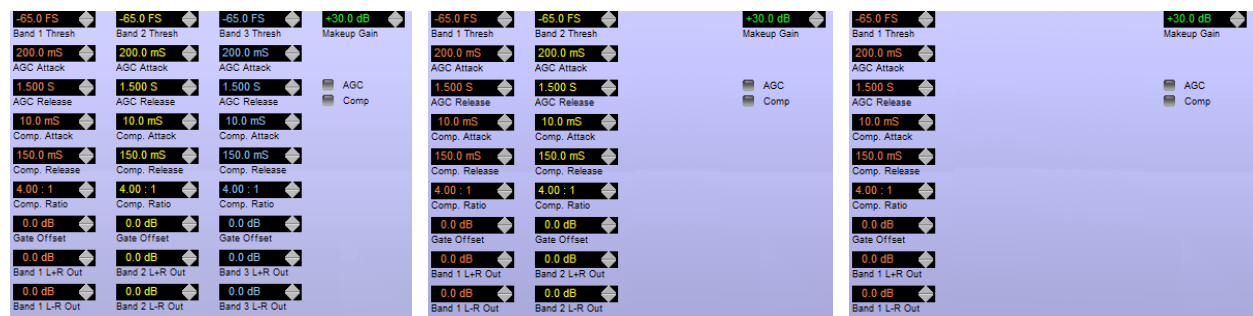 -65.0 FS -65.0 FS -65.0 FS +30.0 dB
Band 1 Thresh Band 2 Thresh Band 3 Thresh Makeup Gain
200.0 mS 200.0 mS 200.0 mS
AGC Attack AGC Attack AGC Attack
1.500 S 1.500 S 1.500 S AGC
AGC Release AGC Release AGC Release Comp
10.0 mS 10.0 mS 10.0 mS
Comp. Attack Comp. Attack Comp. Attack
150.0 mS 150.0 mS 150.0 mS
Comp. Release Comp. Release Comp. Release
4.00 : 1 4.00 : 1 4.00 : 1
Comp. Ratio Comp. Ratio Comp. Ratio
0.0 dB 0.0 dB 0.0 dB
Gate Offset Gate Offset Gate Offset
0.0 dB 0.0 dB 0.0 dB
Band 1 L+R Out Band 2 L+R Out Band 3 L+R Out
0.0 dB 0.0 dB 0.0 dB
Band 1 L-R Out Band 2 L-R Out Band 3 L-R Out
-65.0 FS -65.0 FS +30.0 dB
Band 1 Thresh Band 2 Thresh Makeup Gain
200.0 mS 200.0 mS
AGC Attack AGC Attack
1.500 S 1.500 S AGC
AGC Release AGC Release Comp
10.0 mS 10.0 mS
Comp. Attack Comp. Attack
150.0 mS 150.0 mS
Comp. Release Comp. Release
4.00 : 1 4.00 : 1
Comp. Ratio Comp. Ratio
0.0 dB 0.0 dB
Gate Offset Gate Offset
0.0 dB 0.0 dB
Band 1 L+R Out Band 2 L+R Out
0.0 dB 0.0 dB
Band 1 L-R Out Band 2 L-R Out
-65.0 FS +30.0 dB
Band 1 Thresh Makeup Gain
200.0 mS
AGC Attack
1.500 S AGC
AGC Release Comp
10.0 mS
Comp. Attack
150.0 mS
Comp. Release
4.00 : 1
Comp. Ratio
0.0 dB
Gate Offset
0.0 dB
Band 1 L+R Out
0.0 dB
Band 1 L-R Out